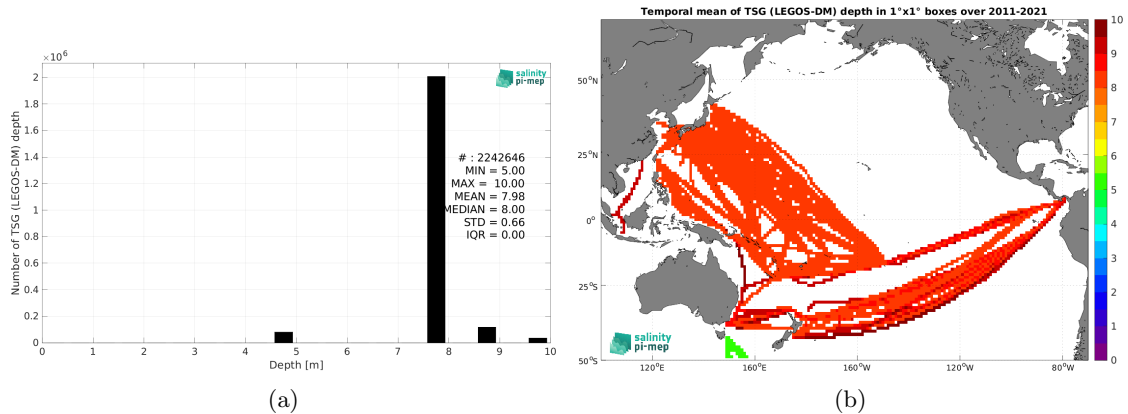 ×10^6
2
1.8
1.6
1.4
1.2
1
0.8
0.6
0.4
0.2
0
Number of TSG (LEGOS-DM) depth
salinity
pi-mep
# : 2242646
MIN = 5.00
MAX = 10.00
MEAN = 7.98
MEDIAN = 8.00
STD = 0.66
IQR = 0.00
0 1 2 3 4 5 6 7 8 9 10
Depth [m]
(a)
Temporal mean of TSG (LEGOS-DM) depth in 1°x1° boxes over 2011-2021
50°N
25°N
0°
25°S
50°S
120°E 160°E 160°W 120°W 80°W
salinity
pi-mep
10
9
8
7
6
5
4
3
2
1
0
(b)